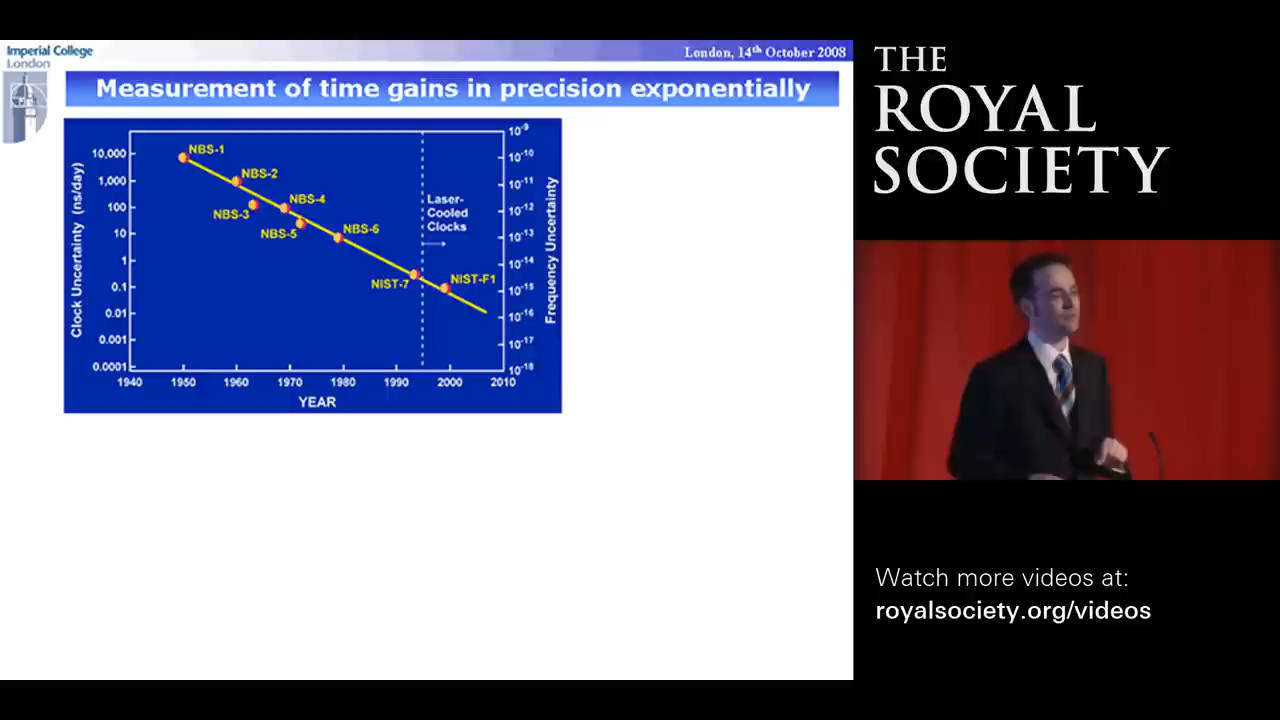 Imperial College
London
London, 14th October 2008
Measurement of time gains in precision exponentially
Clock Uncertainty (ns/day)
10,000
1,000
100
10
1
0.1
0.01
0.001
0.0001
NBS-1
NBS-2
NBS-3
NBS-4
NBS-5
NBS-6
NIST-7
NIST-F1
Laser-
Cooled
Clocks
10-9
10-10
10-11
10-12
10-13
10-14
10-15
10-16
10-17
10-18
Frequency Uncertainty
1940 1950 1960 1970 1980 1990 2000 2010
YEAR
THE
ROYAL
SOCIETY
Watch more videos at:
royalsociety.org/videos